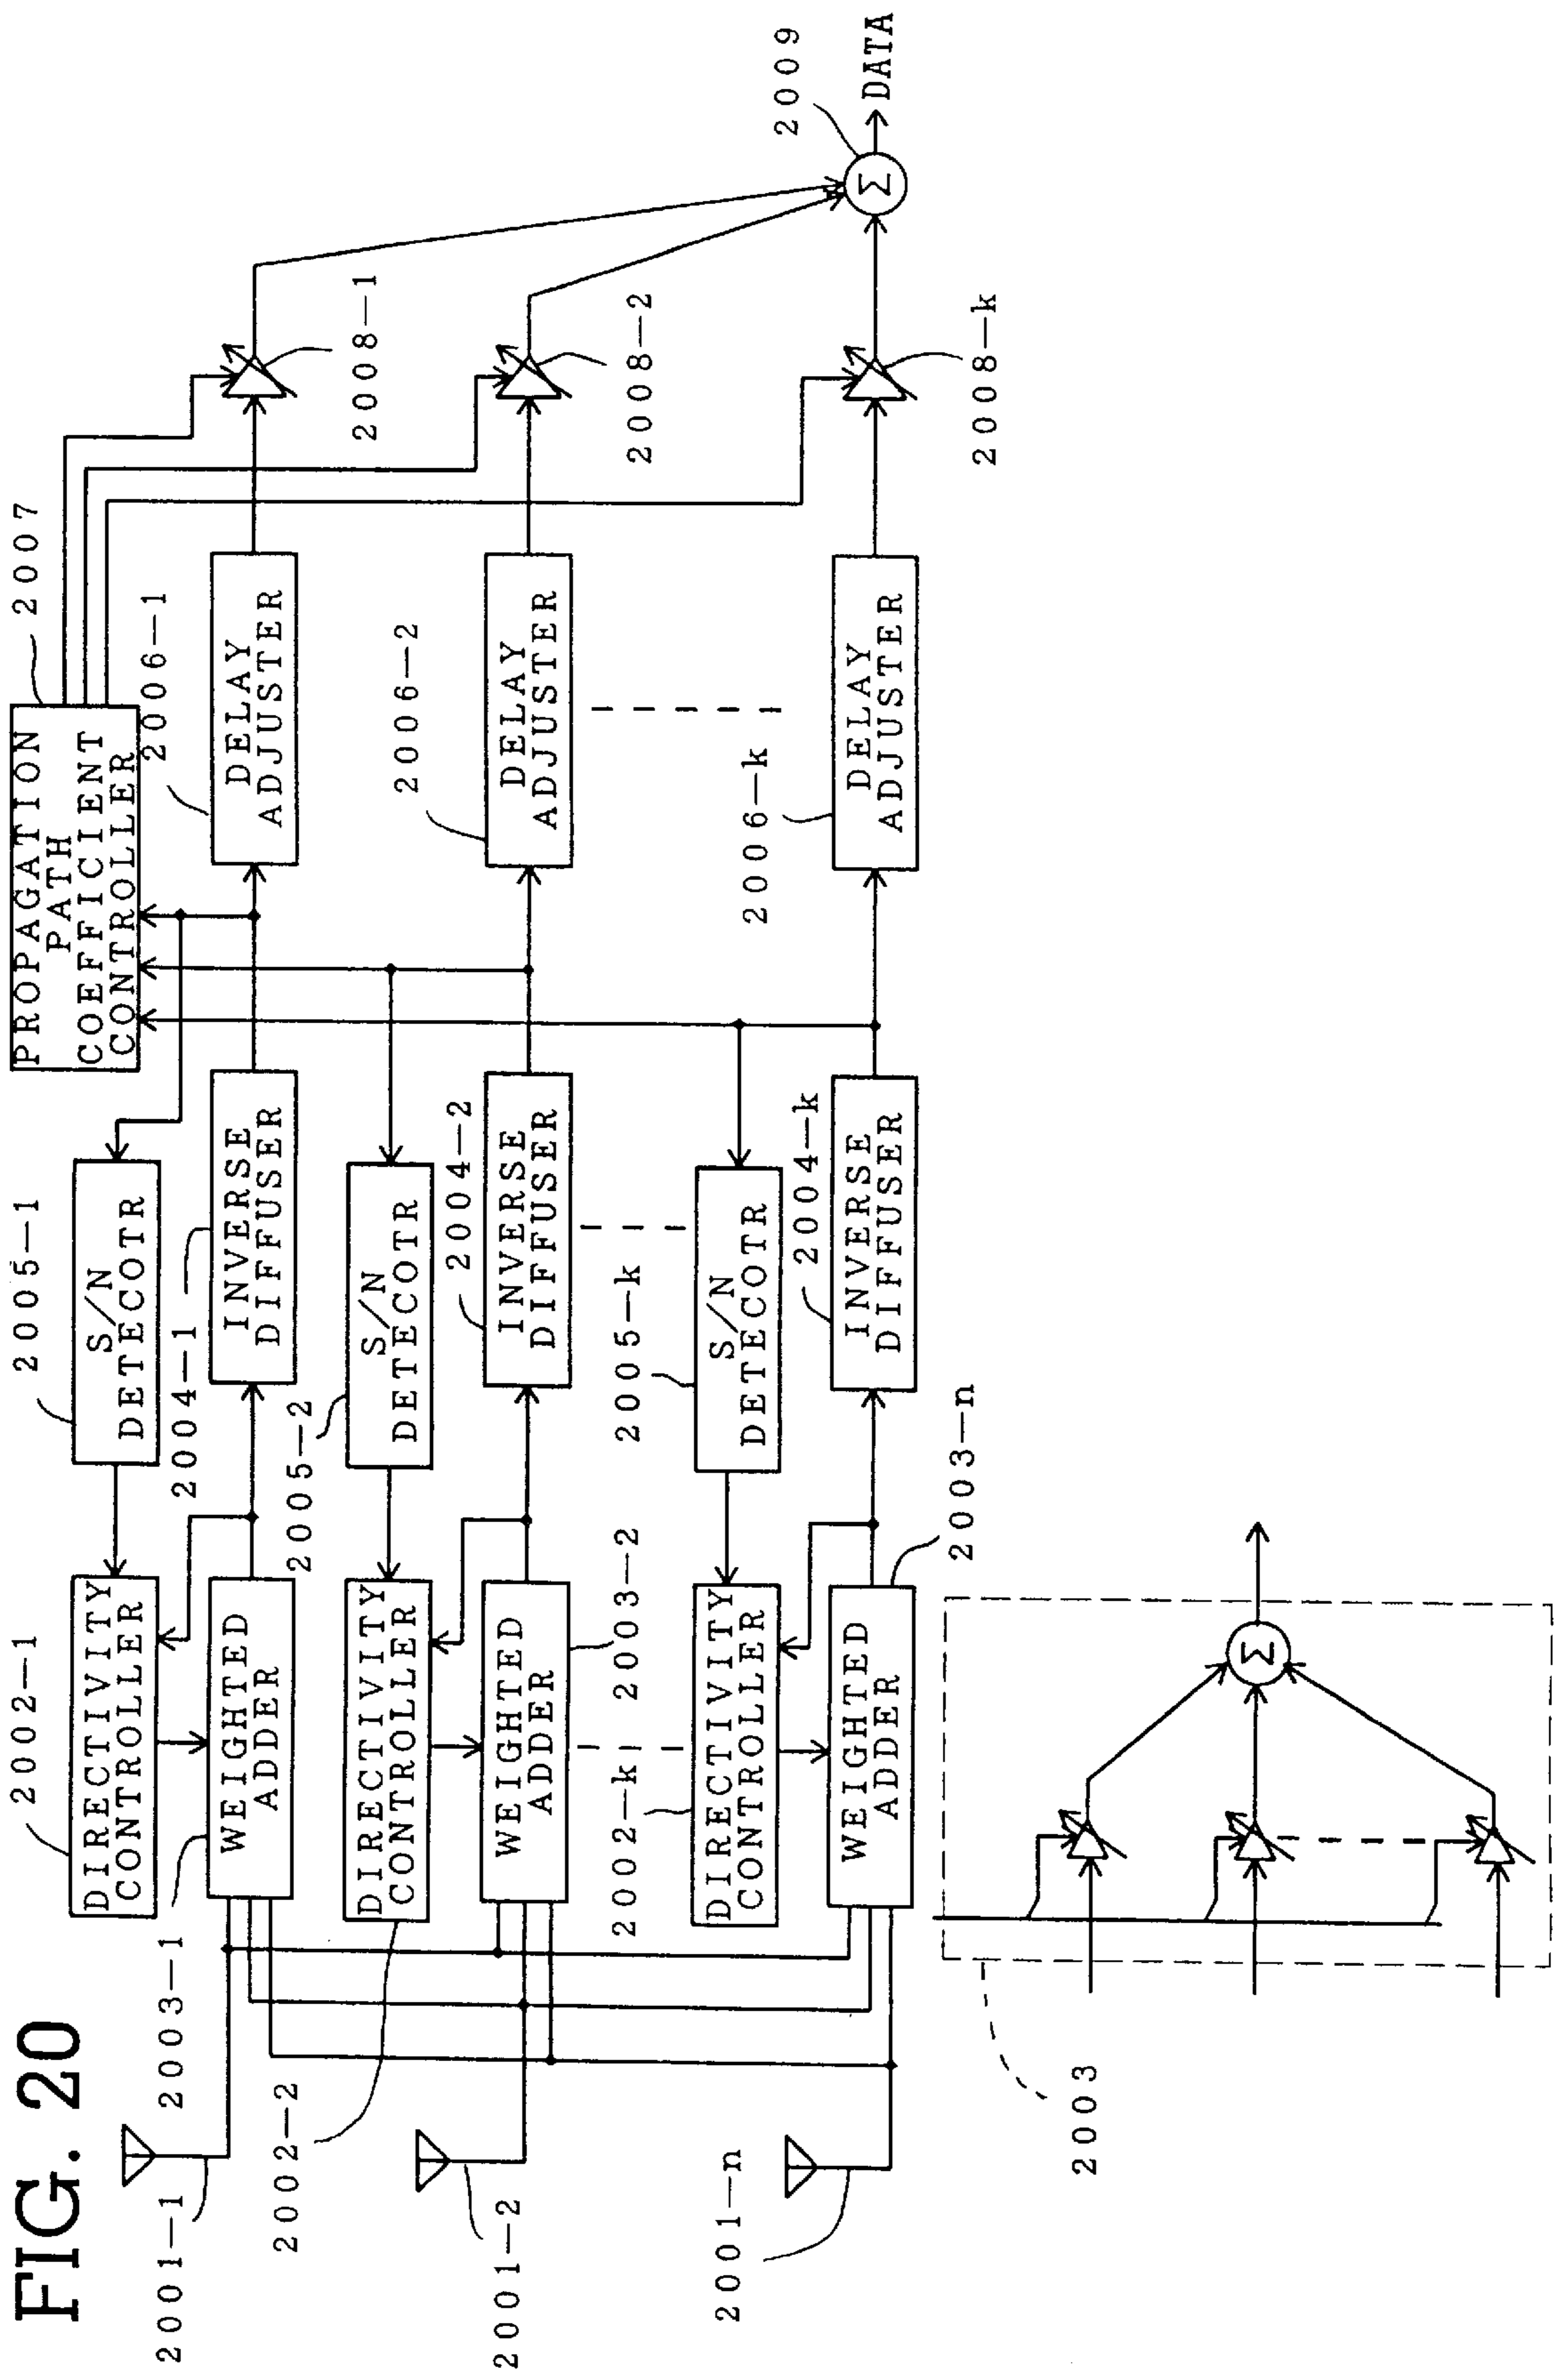 FIG. 20
2007
PROPAGATION
PATH
COEFFICIENT
CONTROLLER
2002-1
DIRECTIVITY
CONTROLLER
2005-1
S/N
DETECOTR
2001-1
2003-1
WEIGHTED
ADDER
2004-1
INVERSE
DIFFUSER
2006-1
DELAY
ADJUSTER
2008-1
2002-2
DIRECTIVITY
CONTROLLER
2005-2
S/N
DETECOTR
2001-2
WEIGHTED
ADDER
2003-2
2004-2
INVERSE
DIFFUSER
2006-2
DELAY
ADJUSTER
2008-2
2002-k
DIRECTIVITY
CONTROLLER
2005-k
S/N
DETECOTR
2001-n
WEIGHTED
ADDER
2003-n
2004-k
INVERSE
DIFFUSER
2006-k
DELAY
ADJUSTER
2008-k
Σ
2009
DATA
2003
Σ